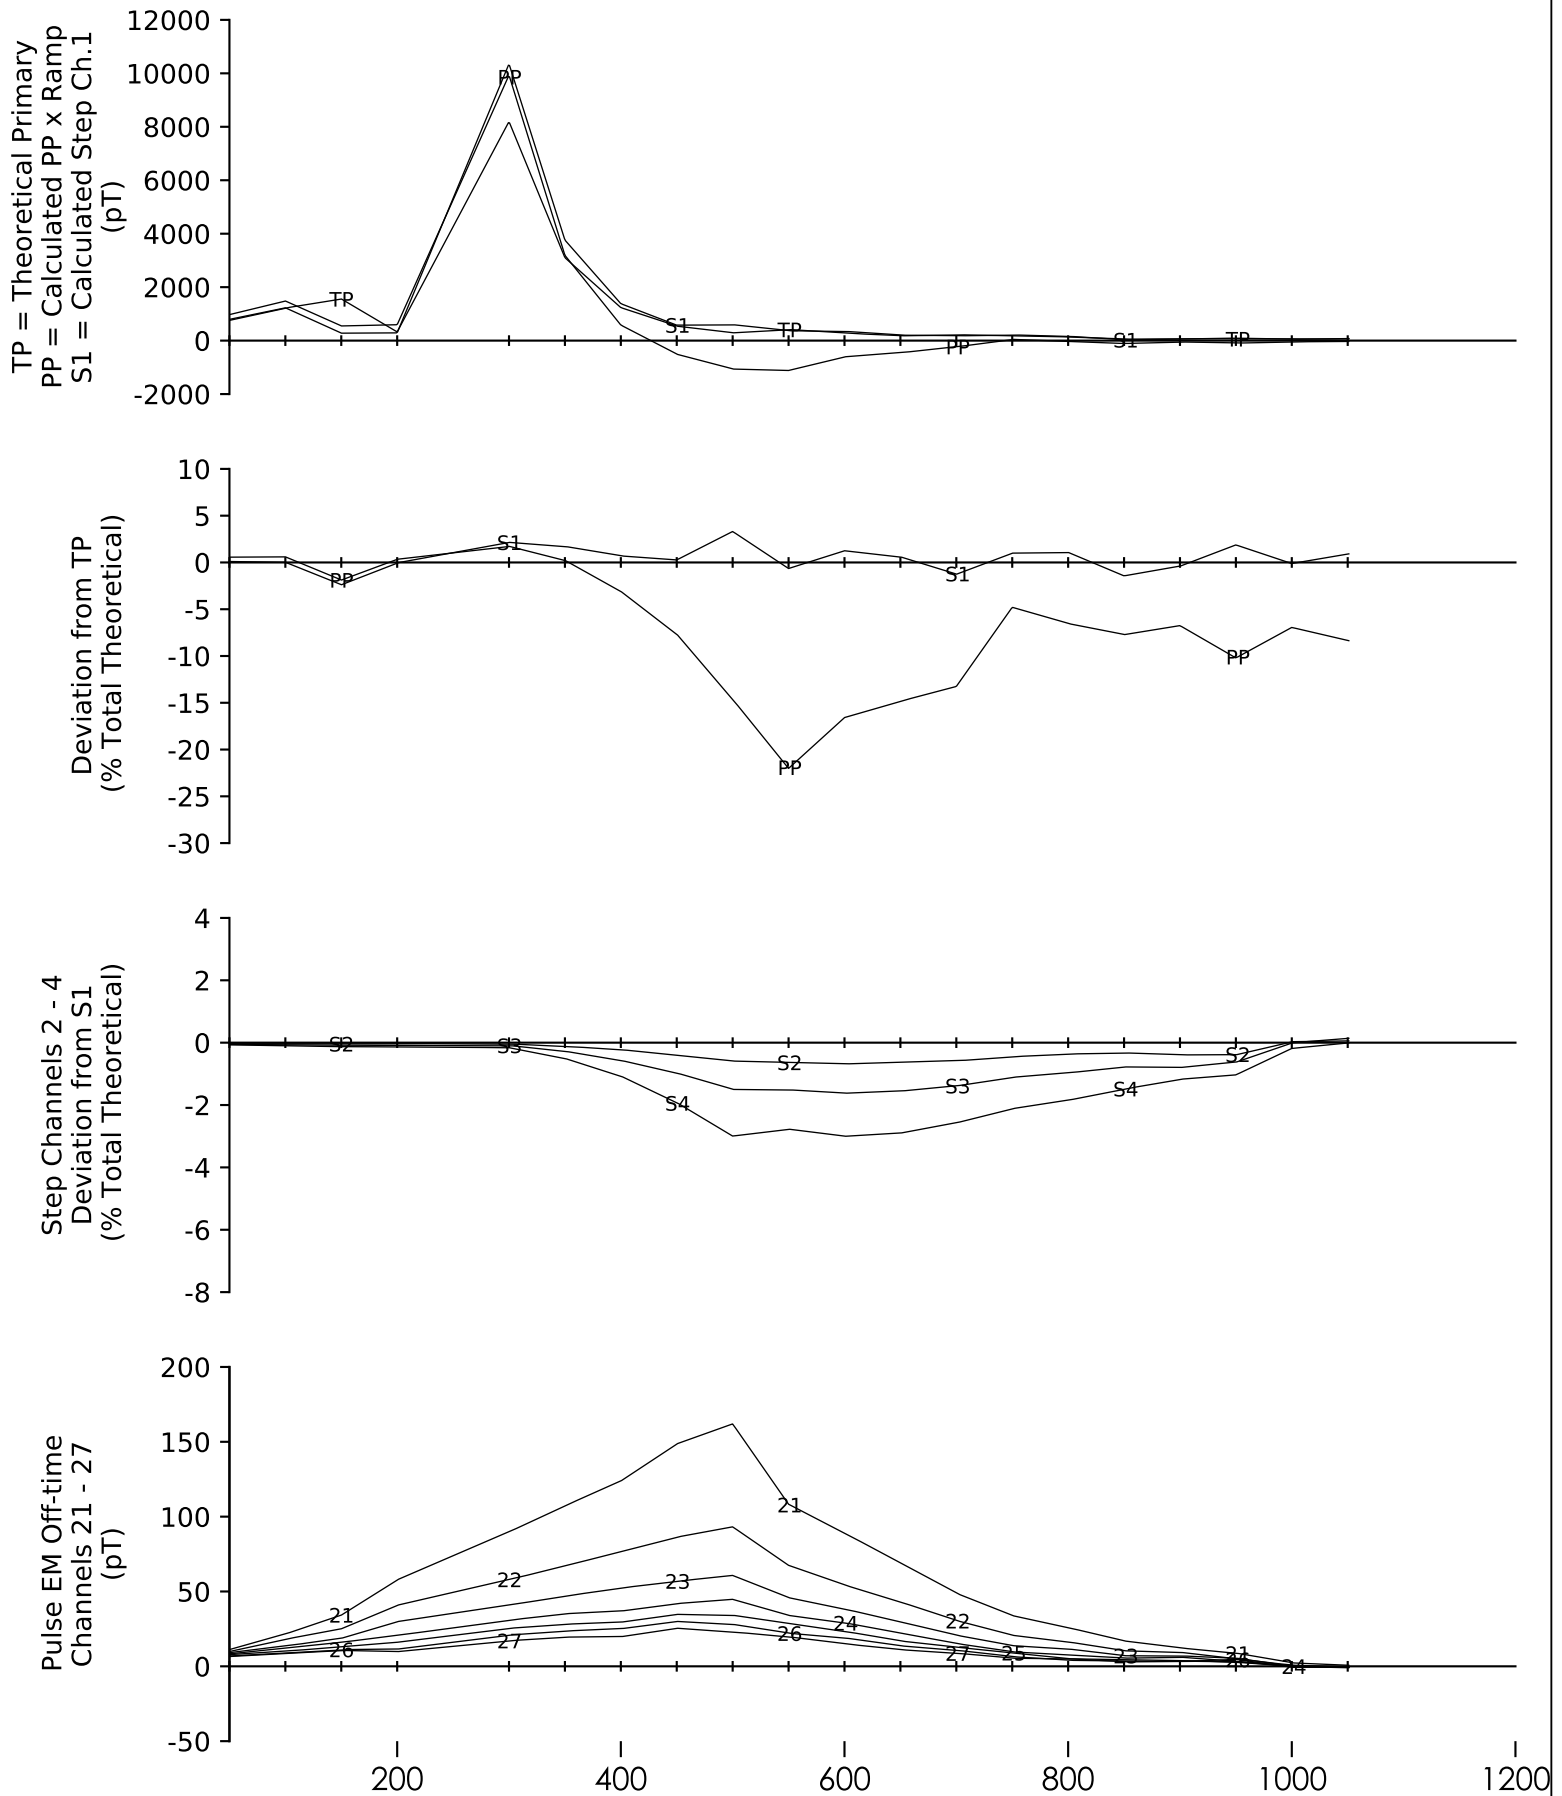 TP = Theoretical Primary
PP = Calculated PP x Ramp
S1 = Calculated Step Ch.1
(pT)
12000
10000
8000
6000
4000
2000
0
-2000
PP
TP
S1
TP
PP
S1
TP
Deviation from TP
(% Total Theoretical)
10
5
0
-5
-10
-15
-20
-25
-30
S1
PP
S1
PP
PP
Step Channels 2 - 4
Deviation from S1
(% Total Theoretical)
4
2
0
-2
-4
-6
-8
S2
S3
S2
S2
S3
S4
S4
Pulse EM Off-time
Channels 21 - 27
(pT)
200
150
100
50
0
-50
21
22
23
21
26
27
24
26
22
27
25
23
21
24
200
400
600
800
1000
1200